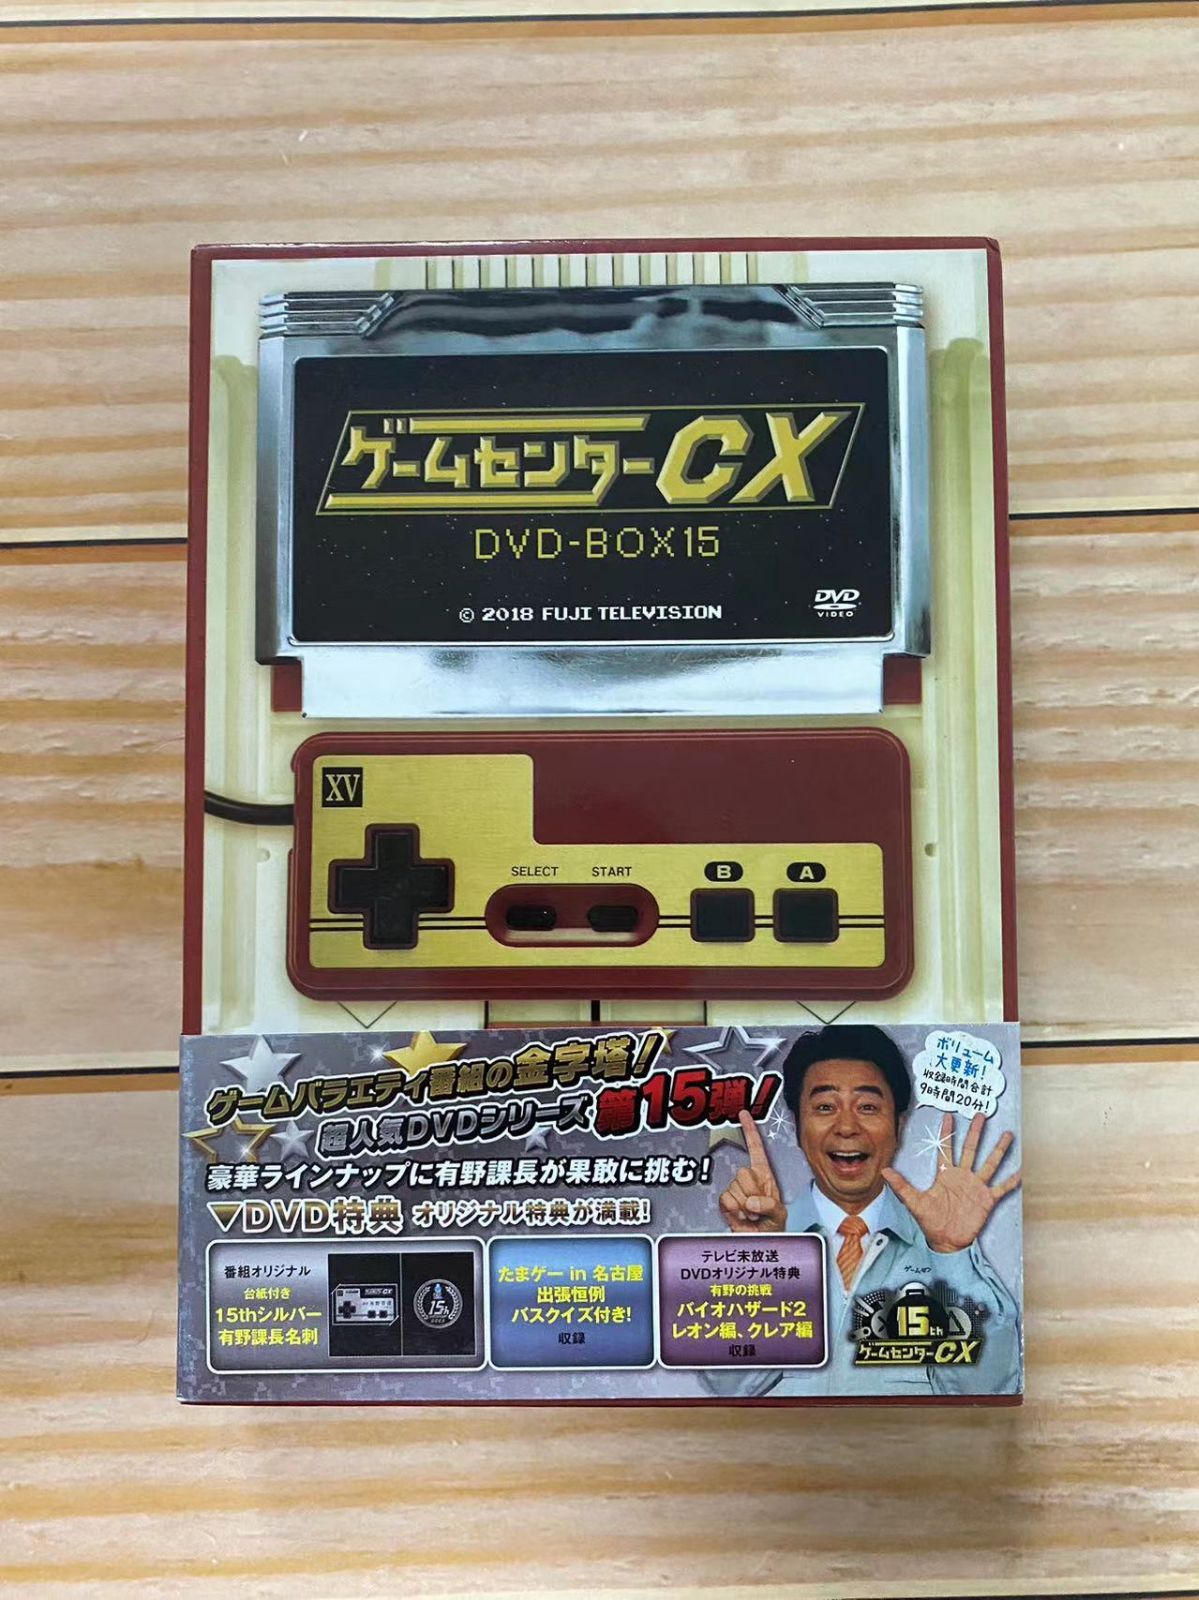 ゲームセンターCX
DVD-BOX15
© 2018 FUJI TELEVISION
DVD
VIDEO
XV
SELECT
START
B
A
ゲームバラエティ番組の金字塔!
超人気DVDシリーズ 第15弾!
豪華ラインナップに有野課長が果敢に挑む!
▼DVD特典 オリジナル特典が満載!
ボリューム
大更新!
収録時間合計
9時間20分!
番組オリジナル
台紙付き
15thシルバー
有野課長名刺
15th
たまゲー in 名古屋
出張恒例
バスクイズ付き!
収録
テレビ未放送
DVDオリジナル特典
有野の挑戦
バイオハザード2
レオン編、クレア編
収録
15th
ゲームセンターCX